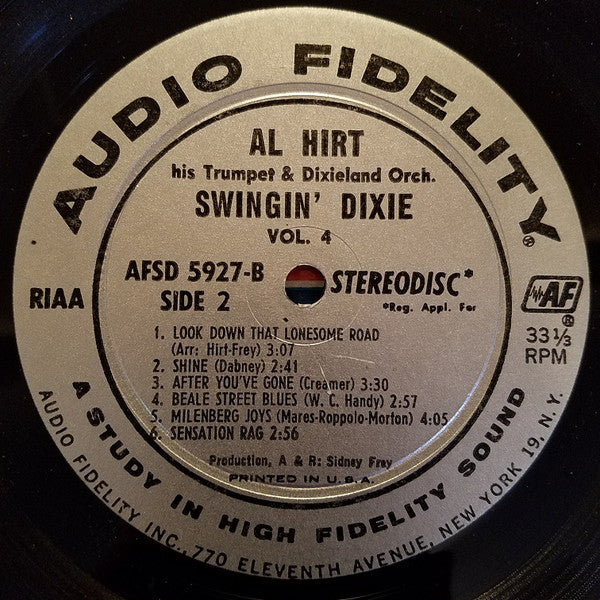 AUDIO FIDELITY®
AL HIRT
his Trumpet & Dixieland Orch.
SWINGIN' DIXIE
VOL. 4
AFSD 5927-B
SIDE 2
STEREODISC*
*Reg. Appl. For
RIAA
AF®
33⅓
RPM
1. LOOK DOWN THAT LONESOME ROAD
(Arr: Hirt-Frey) 3:07
2. SHINE (Dabney) 2:41
3. AFTER YOU'VE GONE (Creamer) 3:30
4. BEALE STREET BLUES (W. C. Handy) 2:57
5. MILENBERG JOYS (Mares-Roppolo-Morton) 4:05
6. SENSATION RAG 2:56
Production, A & R: Sidney Frey
PRINTED IN U.S.A.
A STUDY IN HIGH FIDELITY SOUND
AUDIO FIDELITY INC., 770 ELEVENTH AVENUE, NEW YORK 19, N.Y.